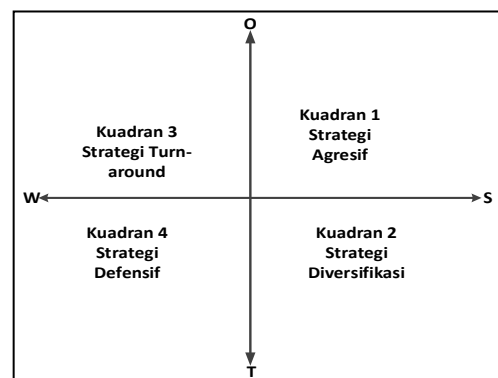 O
Kuadran 1
Strategi
Agresif
Kuadran 3
Strategi Turn-
around
W
S
Kuadran 4
Strategi
Defensif
Kuadran 2
Strategi
Diversifikasi
T